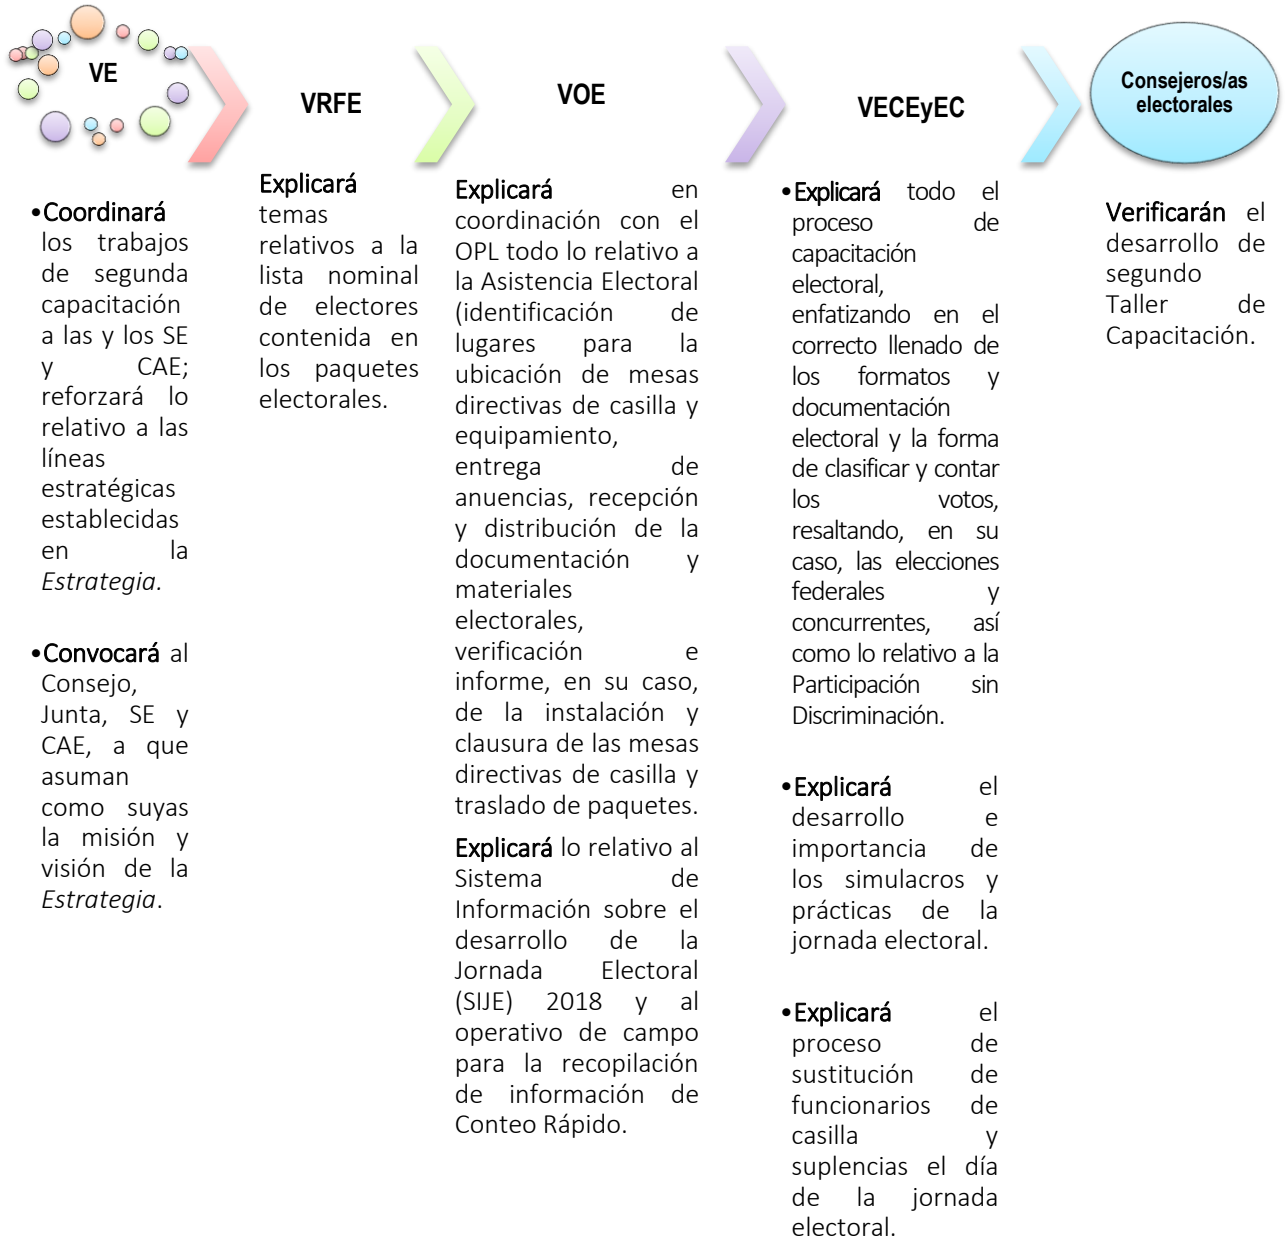 VE
•Coordinará
los trabajos
de segunda
capacitación
a las y los SE
y CAE;
reforzará lo
relativo a las
líneas
estratégicas
establecidas
en la
Estrategia.
•Convocará al
Consejo,
Junta, SE y
CAE, a que
asuman
como suyas
la misión y
visión de la
Estrategia.
VRFE
Explicará
temas
relativos a la
lista nominal
de electores
contenida en
los paquetes
electorales.
VOE
Explicará en
coordinación con el
OPL todo lo relativo a
la Asistencia Electoral
(identificación de
lugares para la
ubicación de mesas
directivas de casilla y
equipamiento,
entrega de
anuencias, recepción
y distribución de la
documentación y
materiales
electorales,
verificación e
informe, en su caso,
de la instalación y
clausura de las mesas
directivas de casilla y
traslado de paquetes.
Explicará lo relativo al
Sistema de
Información sobre el
desarrollo de la
Jornada Electoral
(SIJE) 2018 y al
operativo de campo
para la recopilación
de información de
Conteo Rápido.
VECEyEC
•Explicará todo el
proceso de
capacitación
electoral,
enfatizando en el
correcto llenado de
los formatos y
documentación
electoral y la forma
de clasificar y contar
los votos,
resaltando, en su
caso, las elecciones
federales y
concurrentes, así
como lo relativo a la
Participación sin
Discriminación.
•Explicará el
desarrollo e
importancia de
los simulacros y
prácticas de la
jornada electoral.
•Explicará el
proceso de
sustitución de
funcionarios de
casilla y
suplencias el día
de la jornada
electoral.
Consejeros/as
electorales
Verificarán el
desarrollo de
segundo
Taller de
Capacitación.